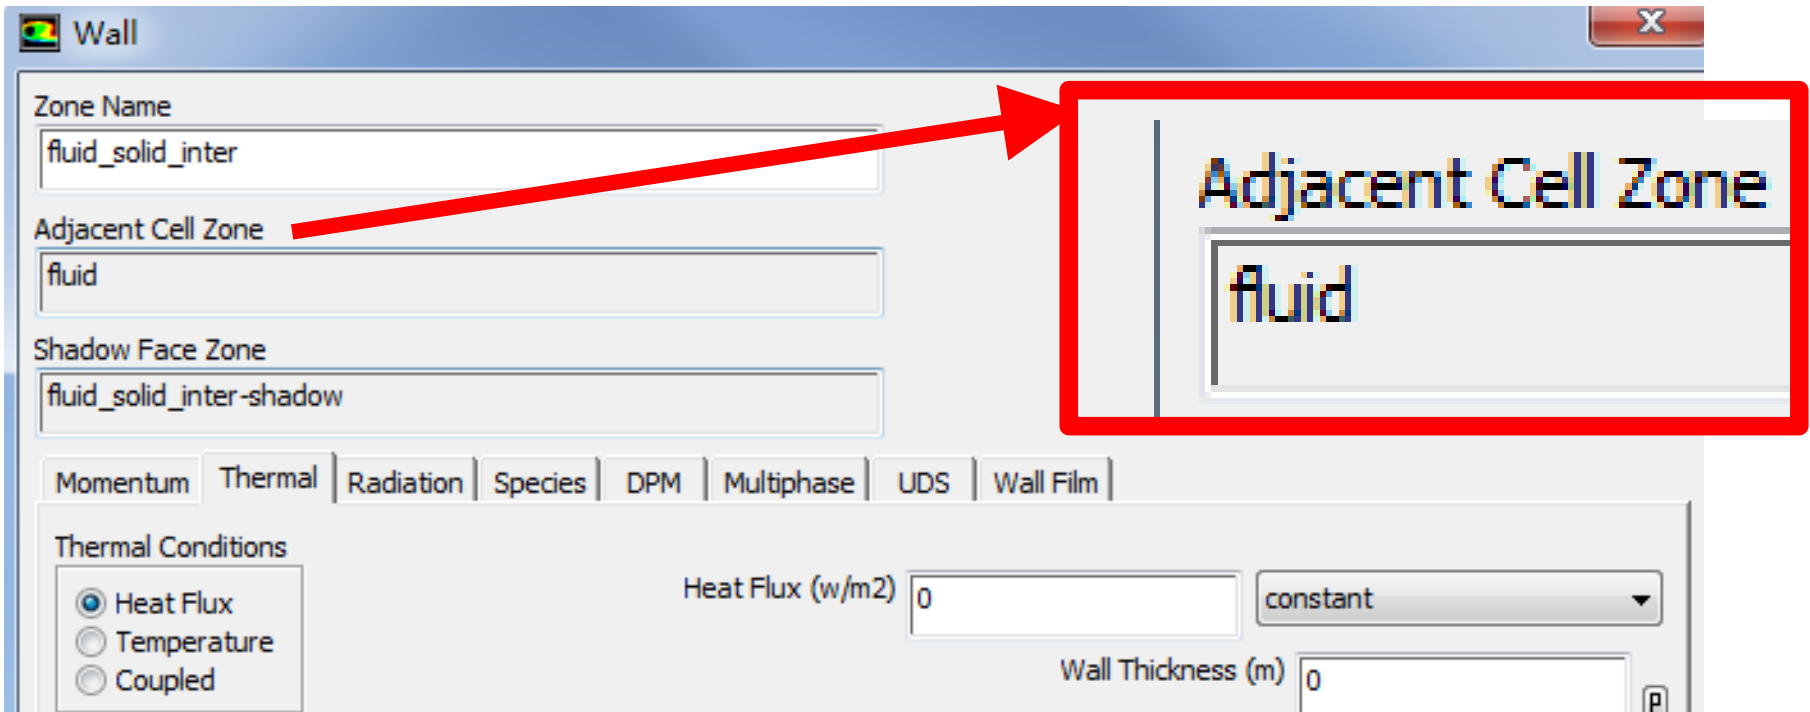 Wall
x
Zone Name
fluid_solid_inter
Adjacent Cell Zone
fluid
Shadow Face Zone
fluid_solid_inter-shadow
Adjacent Cell Zone
fluid
Momentum Thermal Radiation Species DPM Multiphase UDS Wall Film
Thermal Conditions
Heat Flux
Temperature
Coupled
Heat Flux (w/m2) 0 constant
Wall Thickness (m) 0
P